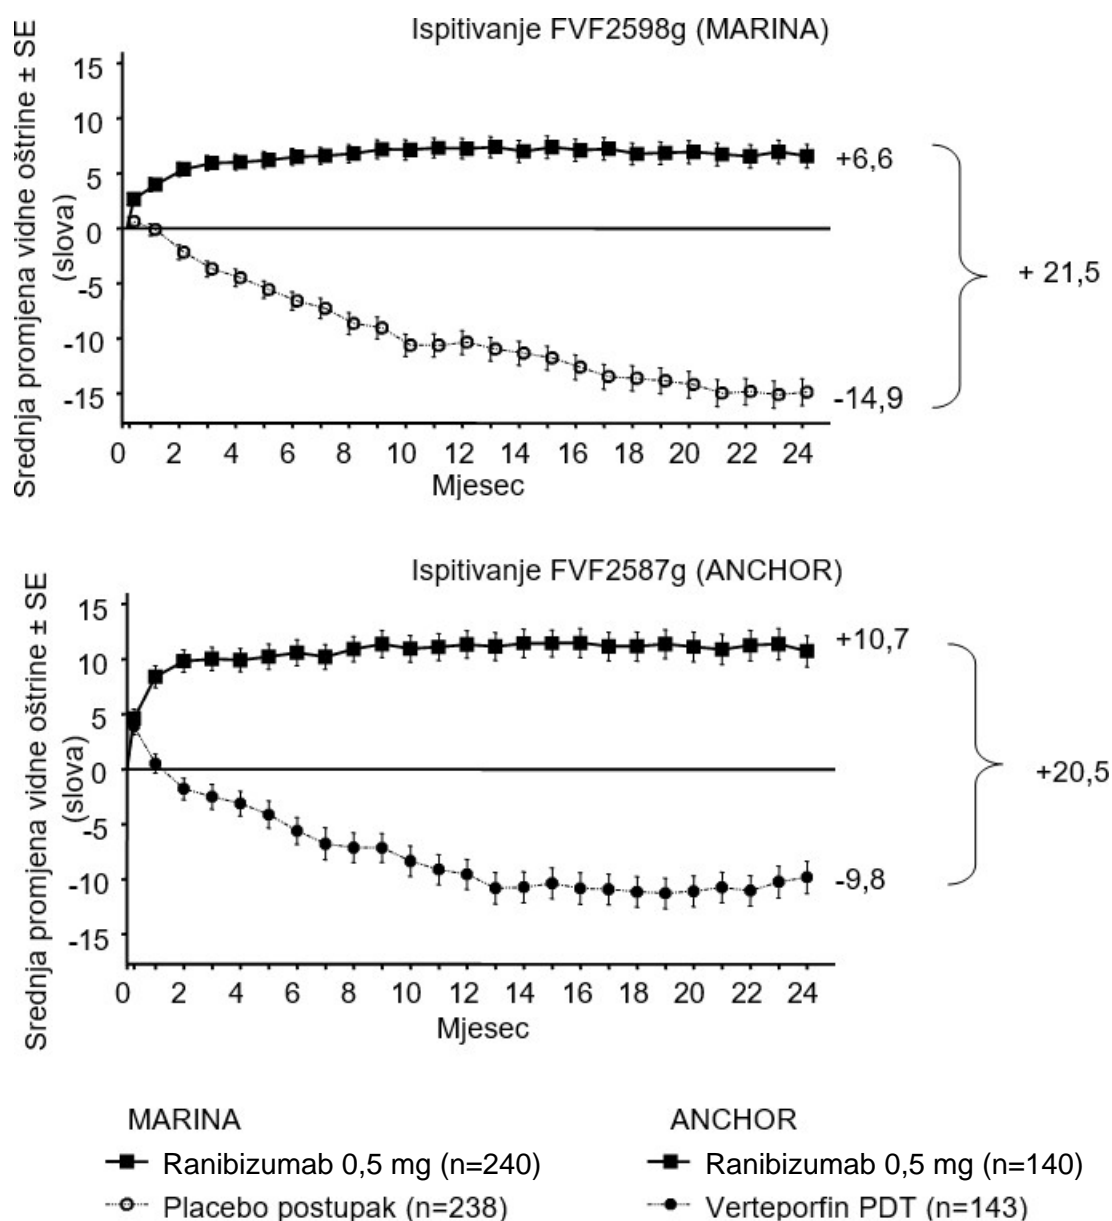 Ispitivanje FVF2598g (MARINA)
Srednja promjena vidne oštrine ± SE
(slova)
15
10
5
0
-5
-10
-15
+6,6
-14,9
+ 21,5
0 2 4 6 8 10 12 14 16 18 20 22 24
Mjesec
Ispitivanje FVF2587g (ANCHOR)
Srednja promjena vidne oštrine ± SE
(slova)
15
10
5
0
-5
-10
-15
+10,7
-9,8
+20,5
0 2 4 6 8 10 12 14 16 18 20 22 24
Mjesec
MARINA
Ranibizumab 0,5 mg (n=240)
Placebo postupak (n=238)
ANCHOR
Ranibizumab 0,5 mg (n=140)
Verteporfin PDT (n=143)